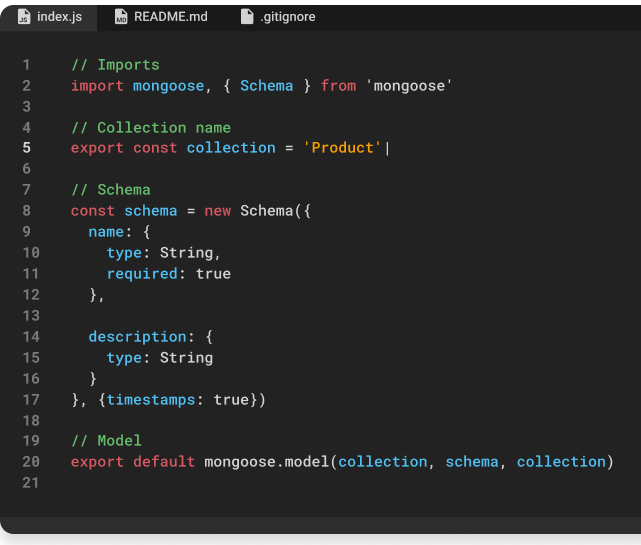 index.js README.md .gitignore
1 // Imports
2 import mongoose, { Schema } from 'mongoose'
3
4 // Collection name
5 export const collection = 'Product'|
6
7 // Schema
8 const schema = new Schema({
9   name: {
10     type: String,
11     required: true
12   },
13
14   description: {
15     type: String
16   }
17 }, {timestamps: true})
18
19 // Model
20 export default mongoose.model(collection, schema, collection)
21